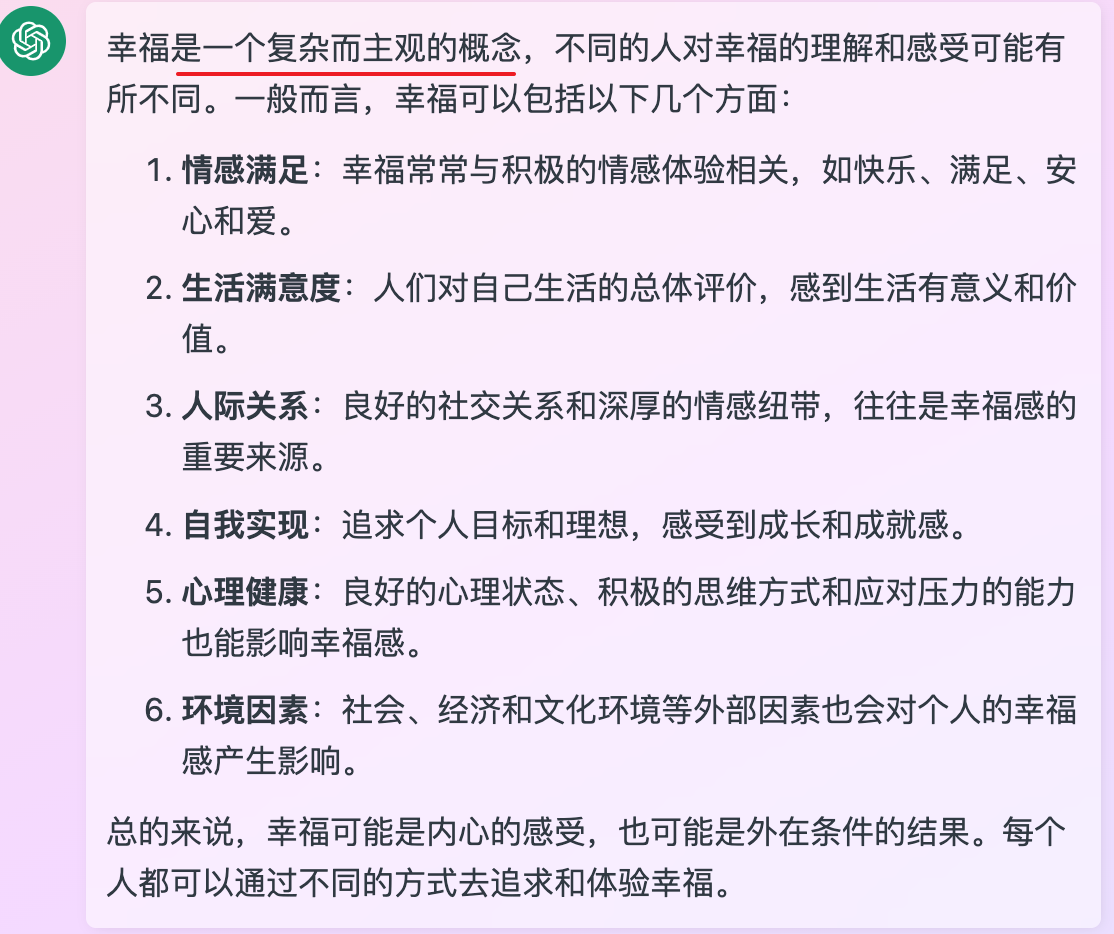 幸福是一个复杂而主观的概念，不同的人对幸福的理解和感受可能有
所不同。一般而言，幸福可以包括以下几个方面：
1. 情感满足：幸福常常与积极的情感体验相关，如快乐、满足、安
心和爱。
2. 生活满意度：人们对自己生活的总体评价，感到生活有意义和价
值。
3. 人际关系：良好的社交关系和深厚的情感纽带，往往是幸福感的
重要来源。
4. 自我实现：追求个人目标和理想，感受到成长和成就感。
5. 心理健康：良好的心理状态、积极的思维方式和应对压力的能力
也能影响幸福感。
6. 环境因素：社会、经济和文化环境等外部因素也会对个人的幸福
感产生影响。
总的来说，幸福可能是内心的感受，也可能是外在条件的结果。每个
人都可以通过不同的方式去追求和体验幸福。